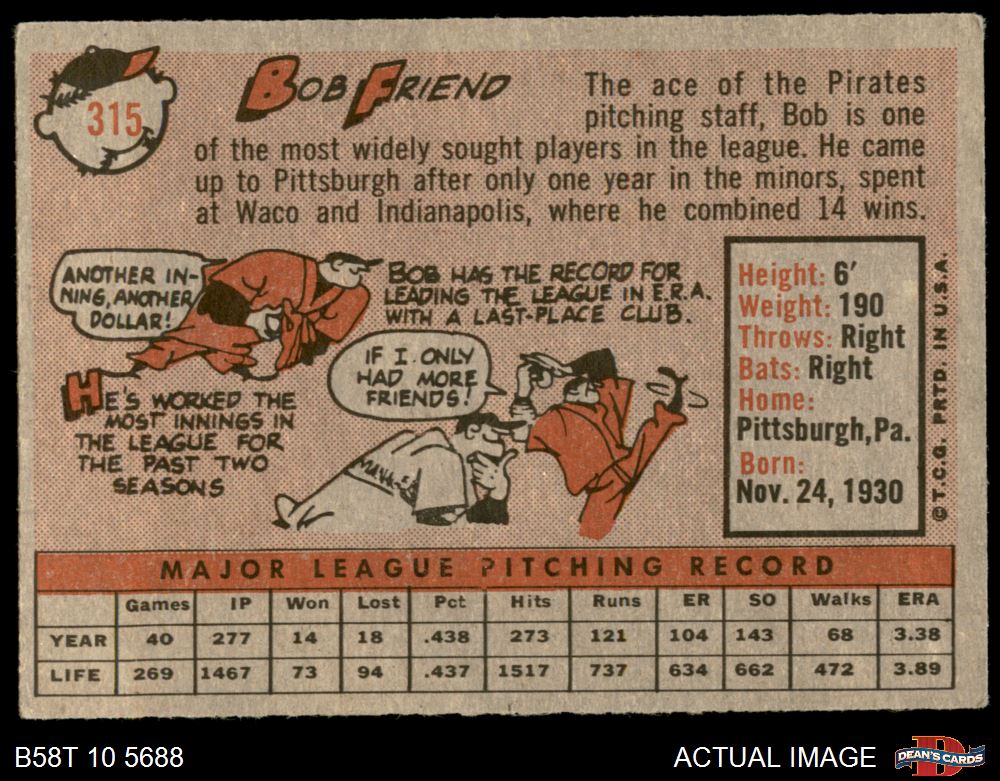 315
BOB FRIEND
The ace of the Pirates
pitching staff, Bob is one
of the most widely sought players in the league. He came
up to Pittsburgh after only one year in the minors, spent
at Waco and Indianapolis, where he combined 14 wins.
ANOTHER IN-
NING, ANOTHER
DOLLAR!
BOB HAS THE RECORD FOR
LEADING THE LEAGUE IN E.R.A.
WITH A LAST-PLACE CLUB.
HE'S WORKED THE
MOST INNINGS IN
THE LEAGUE FOR
THE PAST TWO
SEASONS
IF I ONLY
HAD MORE
FRIENDS!
Height: 6'
Weight: 190
Throws: Right
Bats: Right
Home:
Pittsburgh, Pa.
Born:
Nov. 24, 1930
©T.C.G. PRTD. IN U.S.A.
MAJOR LEAGUE PITCHING RECORD
Games IP Won Lost Pct Hits Runs ER SO Walks ERA
YEAR 40 277 14 18 .438 273 121 104 143 68 3.38
LIFE 269 1467 73 94 .437 1517 737 634 662 472 3.89
B58T 10 5688
ACTUAL IMAGE
D
DEAN'S CARDS